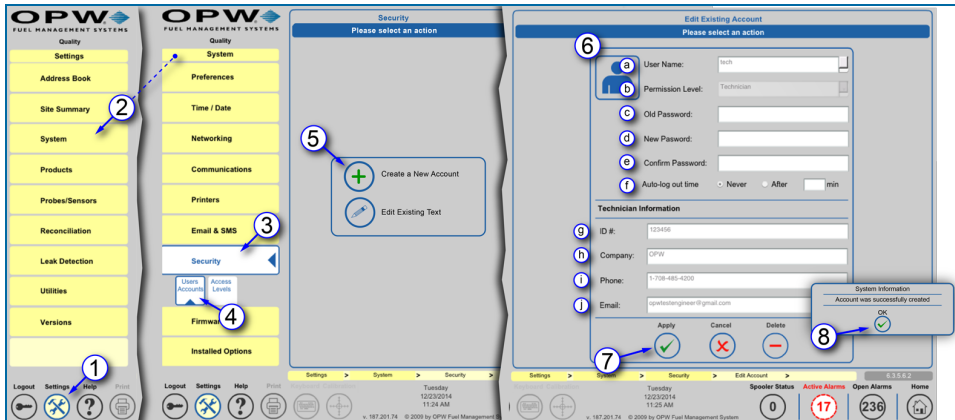 OPW
FUEL MANAGEMENT SYSTEMS
Quality
Settings
Address Book
Site Summary
System
Products
Probes/Sensors
Reconciliation
Leak Detection
Utilities
Versions
Logout Settings Help Print
1
2
OPW
FUEL MANAGEMENT SYSTEMS
Quality
System
Preferences
Time / Date
Networking
Communications
Printers
Email & SMS
Security
3
Users Accounts
Access Levels
4
Firmwar
Installed Options
Logout Settings Help Print
Security
Please select an action
5
Create a New Account
Edit Existing Text
Settings > System > Security >
Tuesday
12/23/2014
11:24 AM
v. 187.201.74 © 2009 by OPW Fuel Management
Edit Existing Account
Please select an action
6
a User Name: tech
b Permission Level: Technician
c Old Password:
d New Pasword:
e Confirm Password:
f Auto-log out time Never After min
Technician Information
g ID #: 123456
h Company: OPW
i Phone: 1-708-485-4200
j Email: opwtestengineer@gmail.com
Apply Cancel Delete
7
System Information
Account was successfully created
OK
8
Settings > System > Security > Edit Account > 6.3.5.6.2
Tuesday
12/23/2014
11:25 AM
v. 187.201.74 © 2009 by OPW Fuel Management System
Spooler Status Active Alarms Open Alarms Home
0 17 236